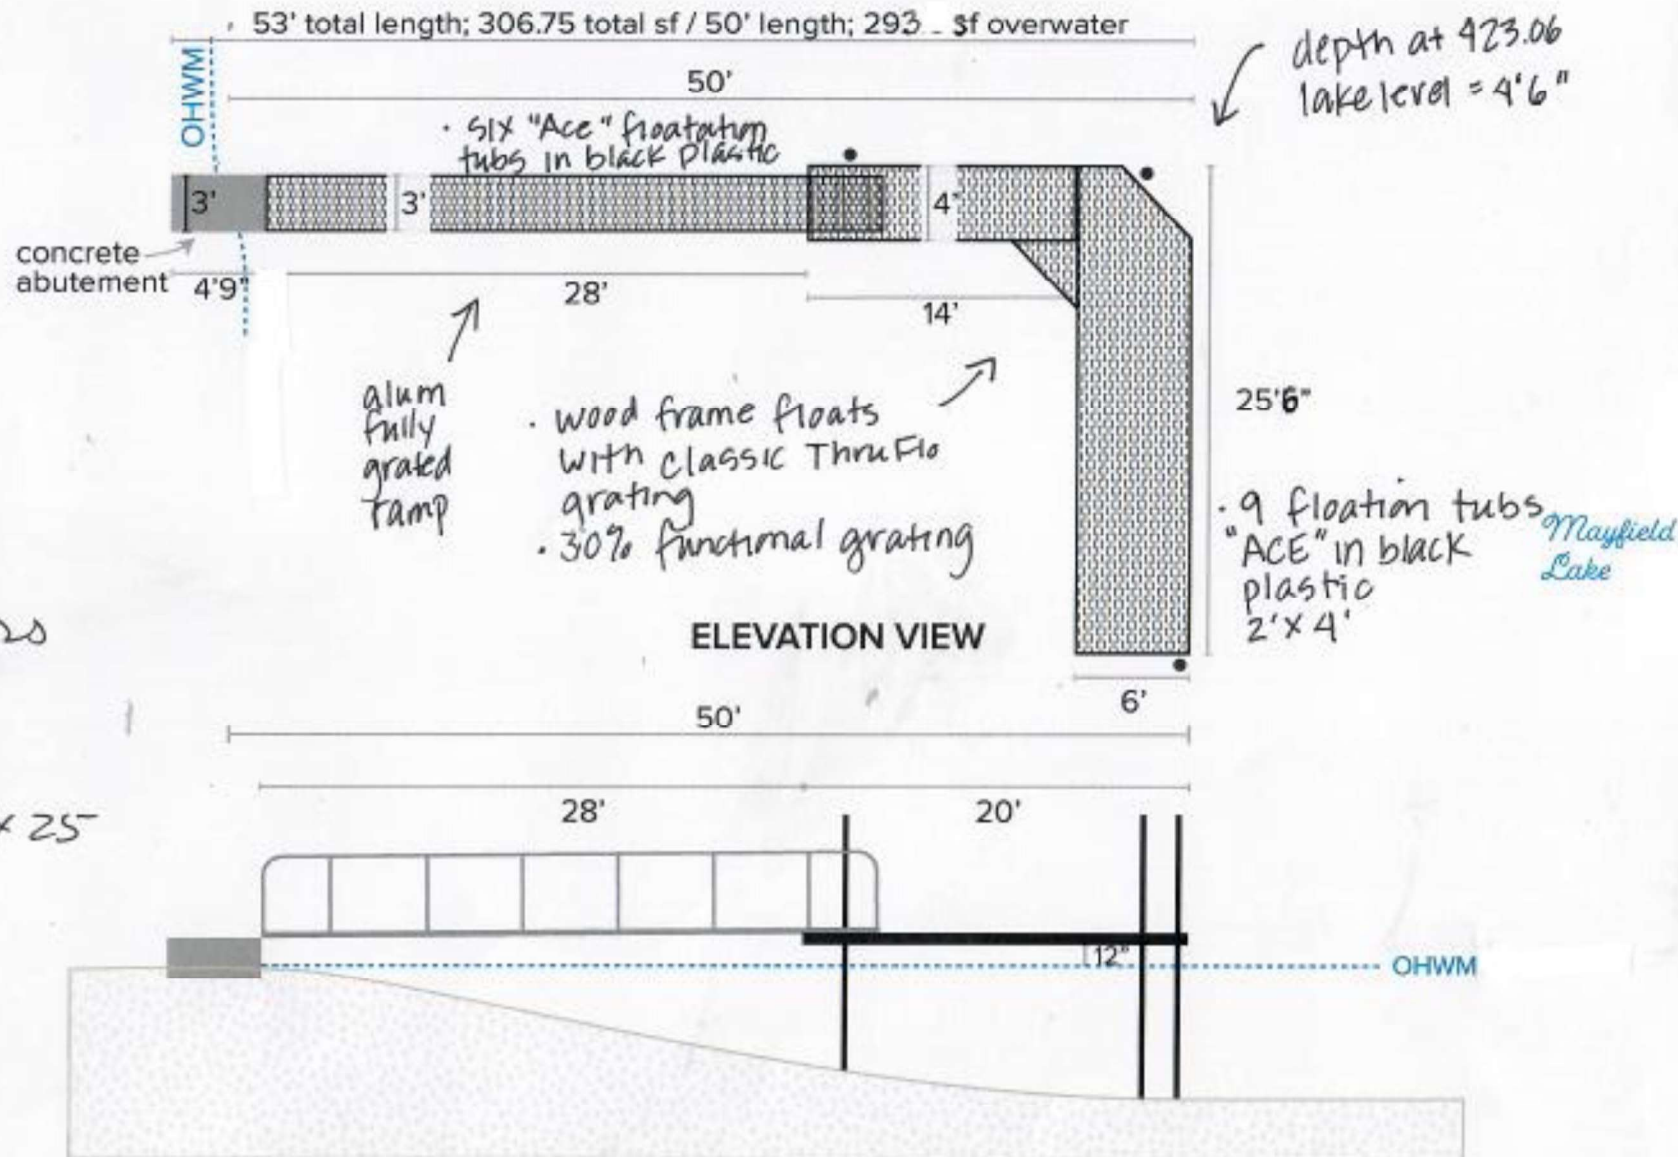 53' total length; 306.75 total sf / 50' length; 293 sf overwater
OHWM
50'
depth at 423.06
lake level = 4'6"
• six "Ace" floatation
tubs in black plastic
3'
3'
4'
concrete
abutement
4'9"
28'
14'
25'6"
alum
fully
grated
ramp
• wood frame floats
with classic ThruFlo
grating
• 30% functional grating
• 9 floation tubs
"ACE" in black
plastic
2' x 4'
Mayfield
Lake
ELEVATION VIEW
6'
50'
28'
20'
x 25
12"
OHWM